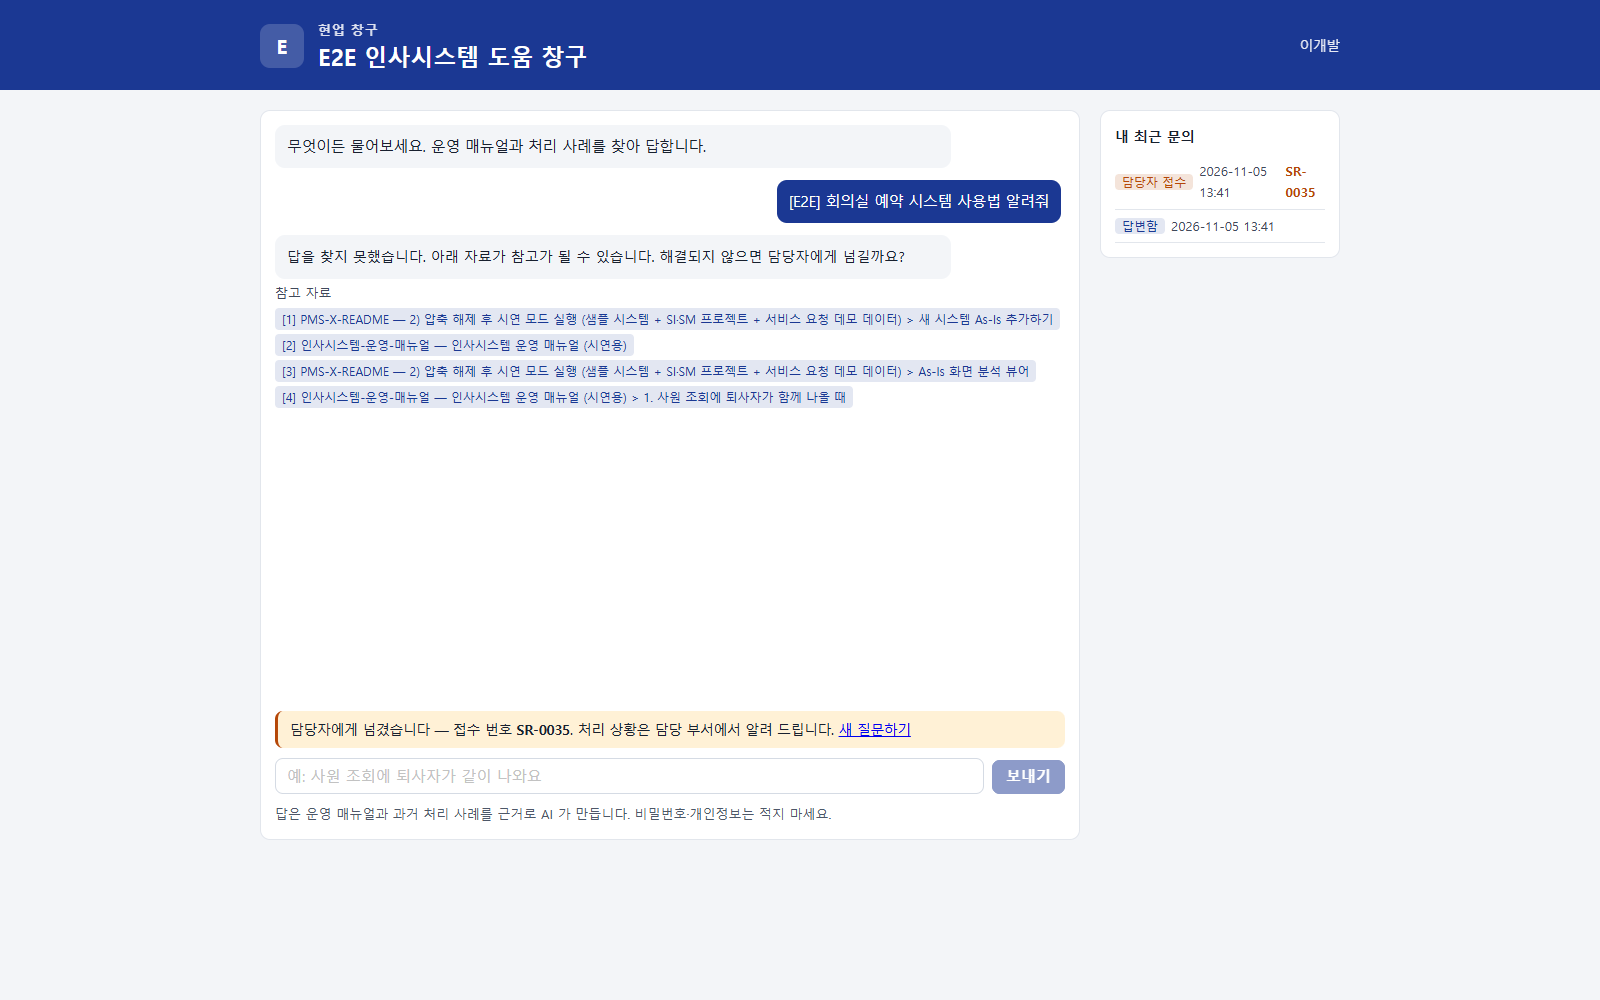 E
현업 창구
E2E 인사시스템 도움 창구
이개발
무엇이든 물어보세요. 운영 매뉴얼과 처리 사례를 찾아 답합니다.
[E2E] 회의실 예약 시스템 사용법 알려줘
답을 찾지 못했습니다. 아래 자료가 참고가 될 수 있습니다. 해결되지 않으면 담당자에게 넘길까요?
참고 자료
[1] PMS-X-README — 2) 압축 해제 후 시연 모드 실행 (샘플 시스템 + SI·SM 프로젝트 + 서비스 요청 데모 데이터) > 새 시스템 As-Is 추가하기
[2] 인사시스템-운영-매뉴얼 — 인사시스템 운영 매뉴얼 (시연용)
[3] PMS-X-README — 2) 압축 해제 후 시연 모드 실행 (샘플 시스템 + SI·SM 프로젝트 + 서비스 요청 데모 데이터) > As-Is 화면 분석 뷰어
[4] 인사시스템-운영-매뉴얼 — 인사시스템 운영 매뉴얼 (시연용) > 1. 사원 조회에 퇴사자가 함께 나올 때
담당자에게 넘겼습니다 — 접수 번호 SR-0035. 처리 상황은 담당 부서에서 알려 드립니다. 새 질문하기
예: 사원 조회에 퇴사자가 같이 나와요
보내기
답은 운영 매뉴얼과 과거 처리 사례를 근거로 AI 가 만듭니다. 비밀번호·개인정보는 적지 마세요.
내 최근 문의
담당자 접수 2026-11-05 13:41 SR-0035
답변함 2026-11-05 13:41